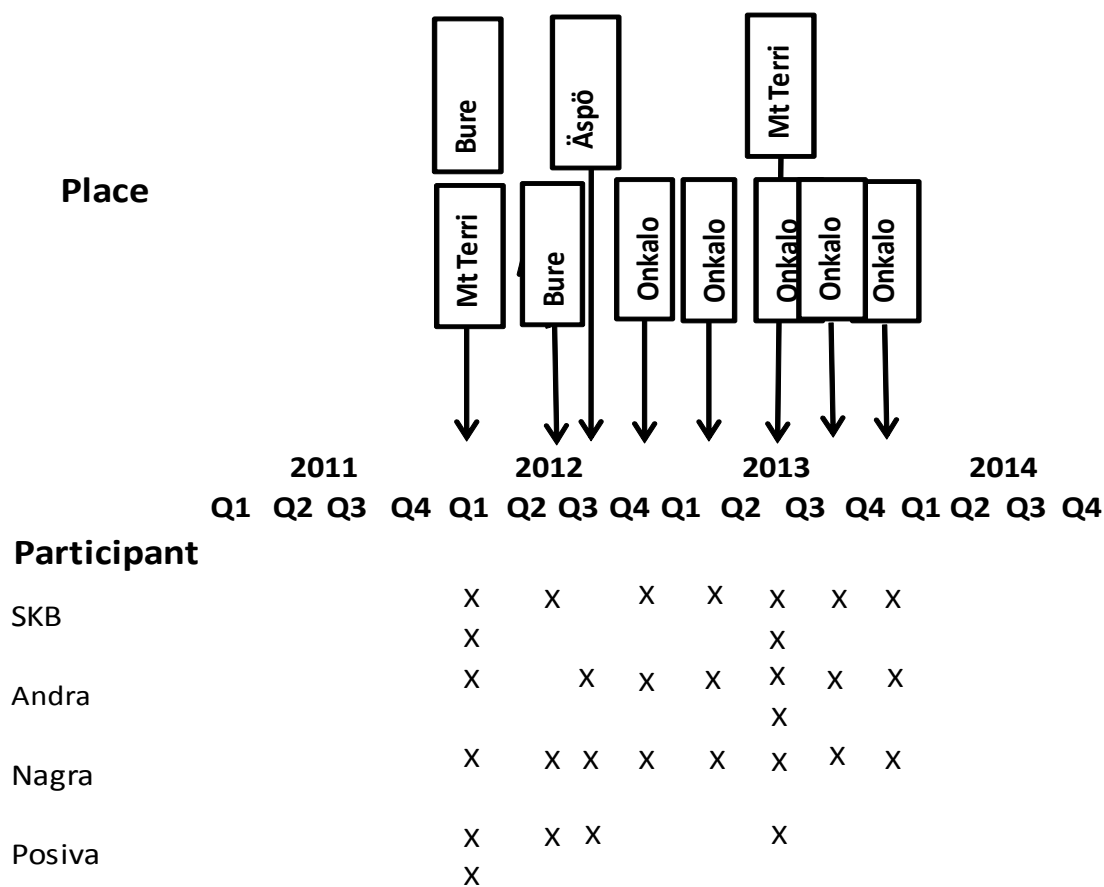 Bure
Äspö
Mt Terri
Place
Mt Terri
Bure
Onkalo
Onkalo
Onkalo
Onkalo
Onkalo
2011 2012 2013 2014
Q1 Q2 Q3 Q4 Q1 Q2 Q3 Q4 Q1 Q2 Q3 Q4 Q1 Q2 Q3 Q4
Participant
SKB X X X X X X X
X X
Andra X X X X X X X
X
Nagra X X X X X X X X
Posiva X X X X
X